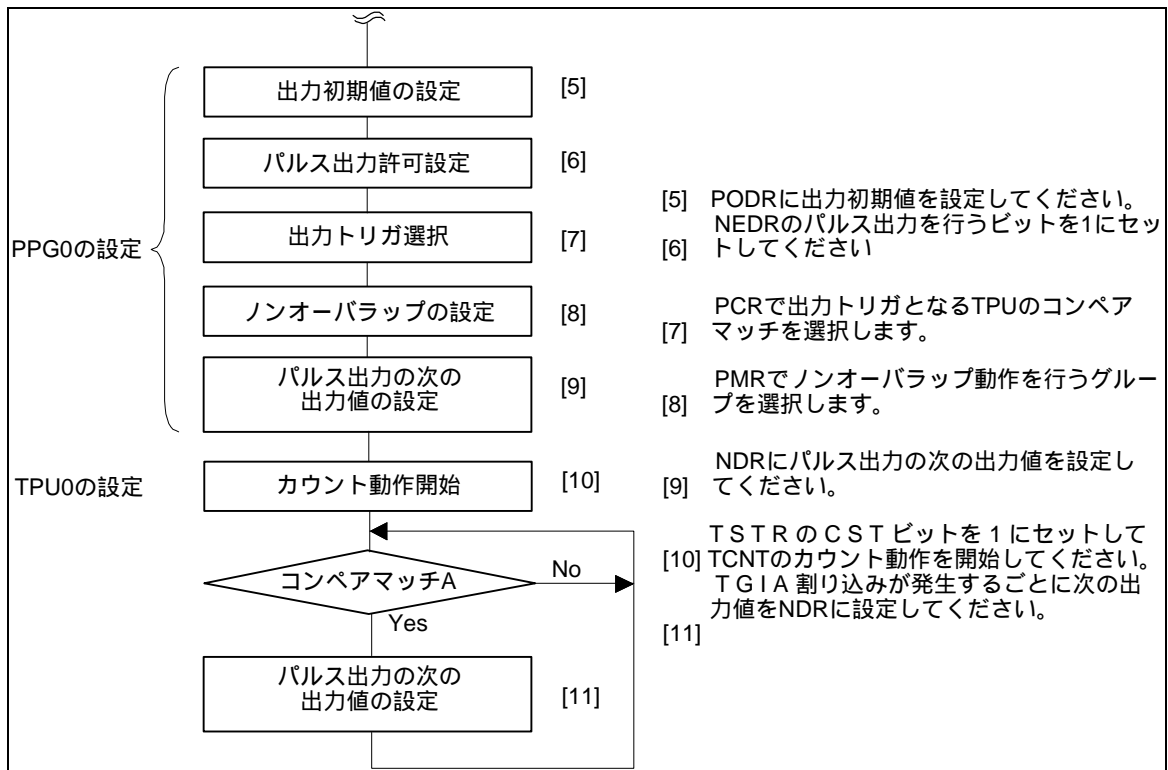 出力初期値の設定 [5]
パルス出力許可設定 [6]
出力トリガ選択 [7]
PPG0の設定
ノンオーバラップの設定 [8]
パルス出力の次の
出力値の設定 [9]
TPU0の設定
カウント動作開始 [10]
コンペアマッチA
No
Yes
パルス出力の次の
出力値の設定 [11]
[5] PODRに出力初期値を設定してください。
NEDRのパルス出力を行うビットを1にセッ
[6] トしてください
PCRで出力トリガとなるTPUのコンペア
[7] マッチを選択します。
PMRでノンオーバラップ動作を行うグルー
[8] プを選択します。
NDRにパルス出力の次の出力値を設定し
[9] てください。
TSTRのCSTビットを1にセットして
[10] TCNTのカウント動作を開始してください。
TGIA割り込みが発生するごとに次の出
力値をNDRに設定してください。
[11]